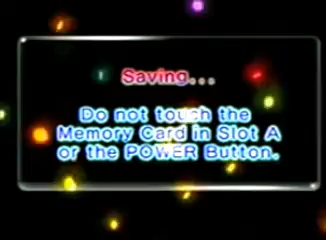 Saving...
Do not touch the
Memory Card in Slot A
or the POWER Button.